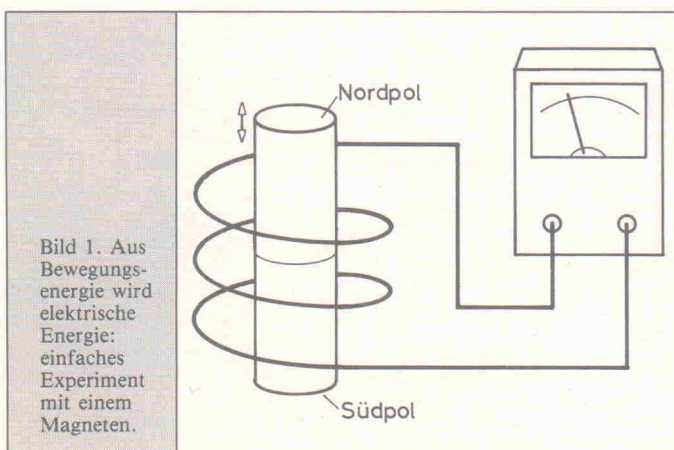 Nordpol
Bild 1. Aus
Bewegungs-
energie wird
elektrische
Energie:
einfaches
Experiment
mit einem
Magneten.
Südpol